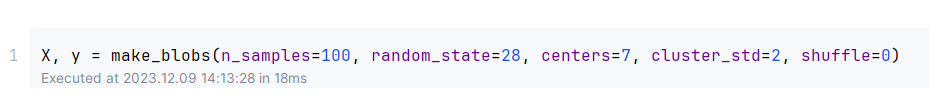 1 X, y = make_blobs(n_samples=100, random_state=28, centers=7, cluster_std=2, shuffle=0)
Executed at 2023.12.09 14:13:28 in 18ms